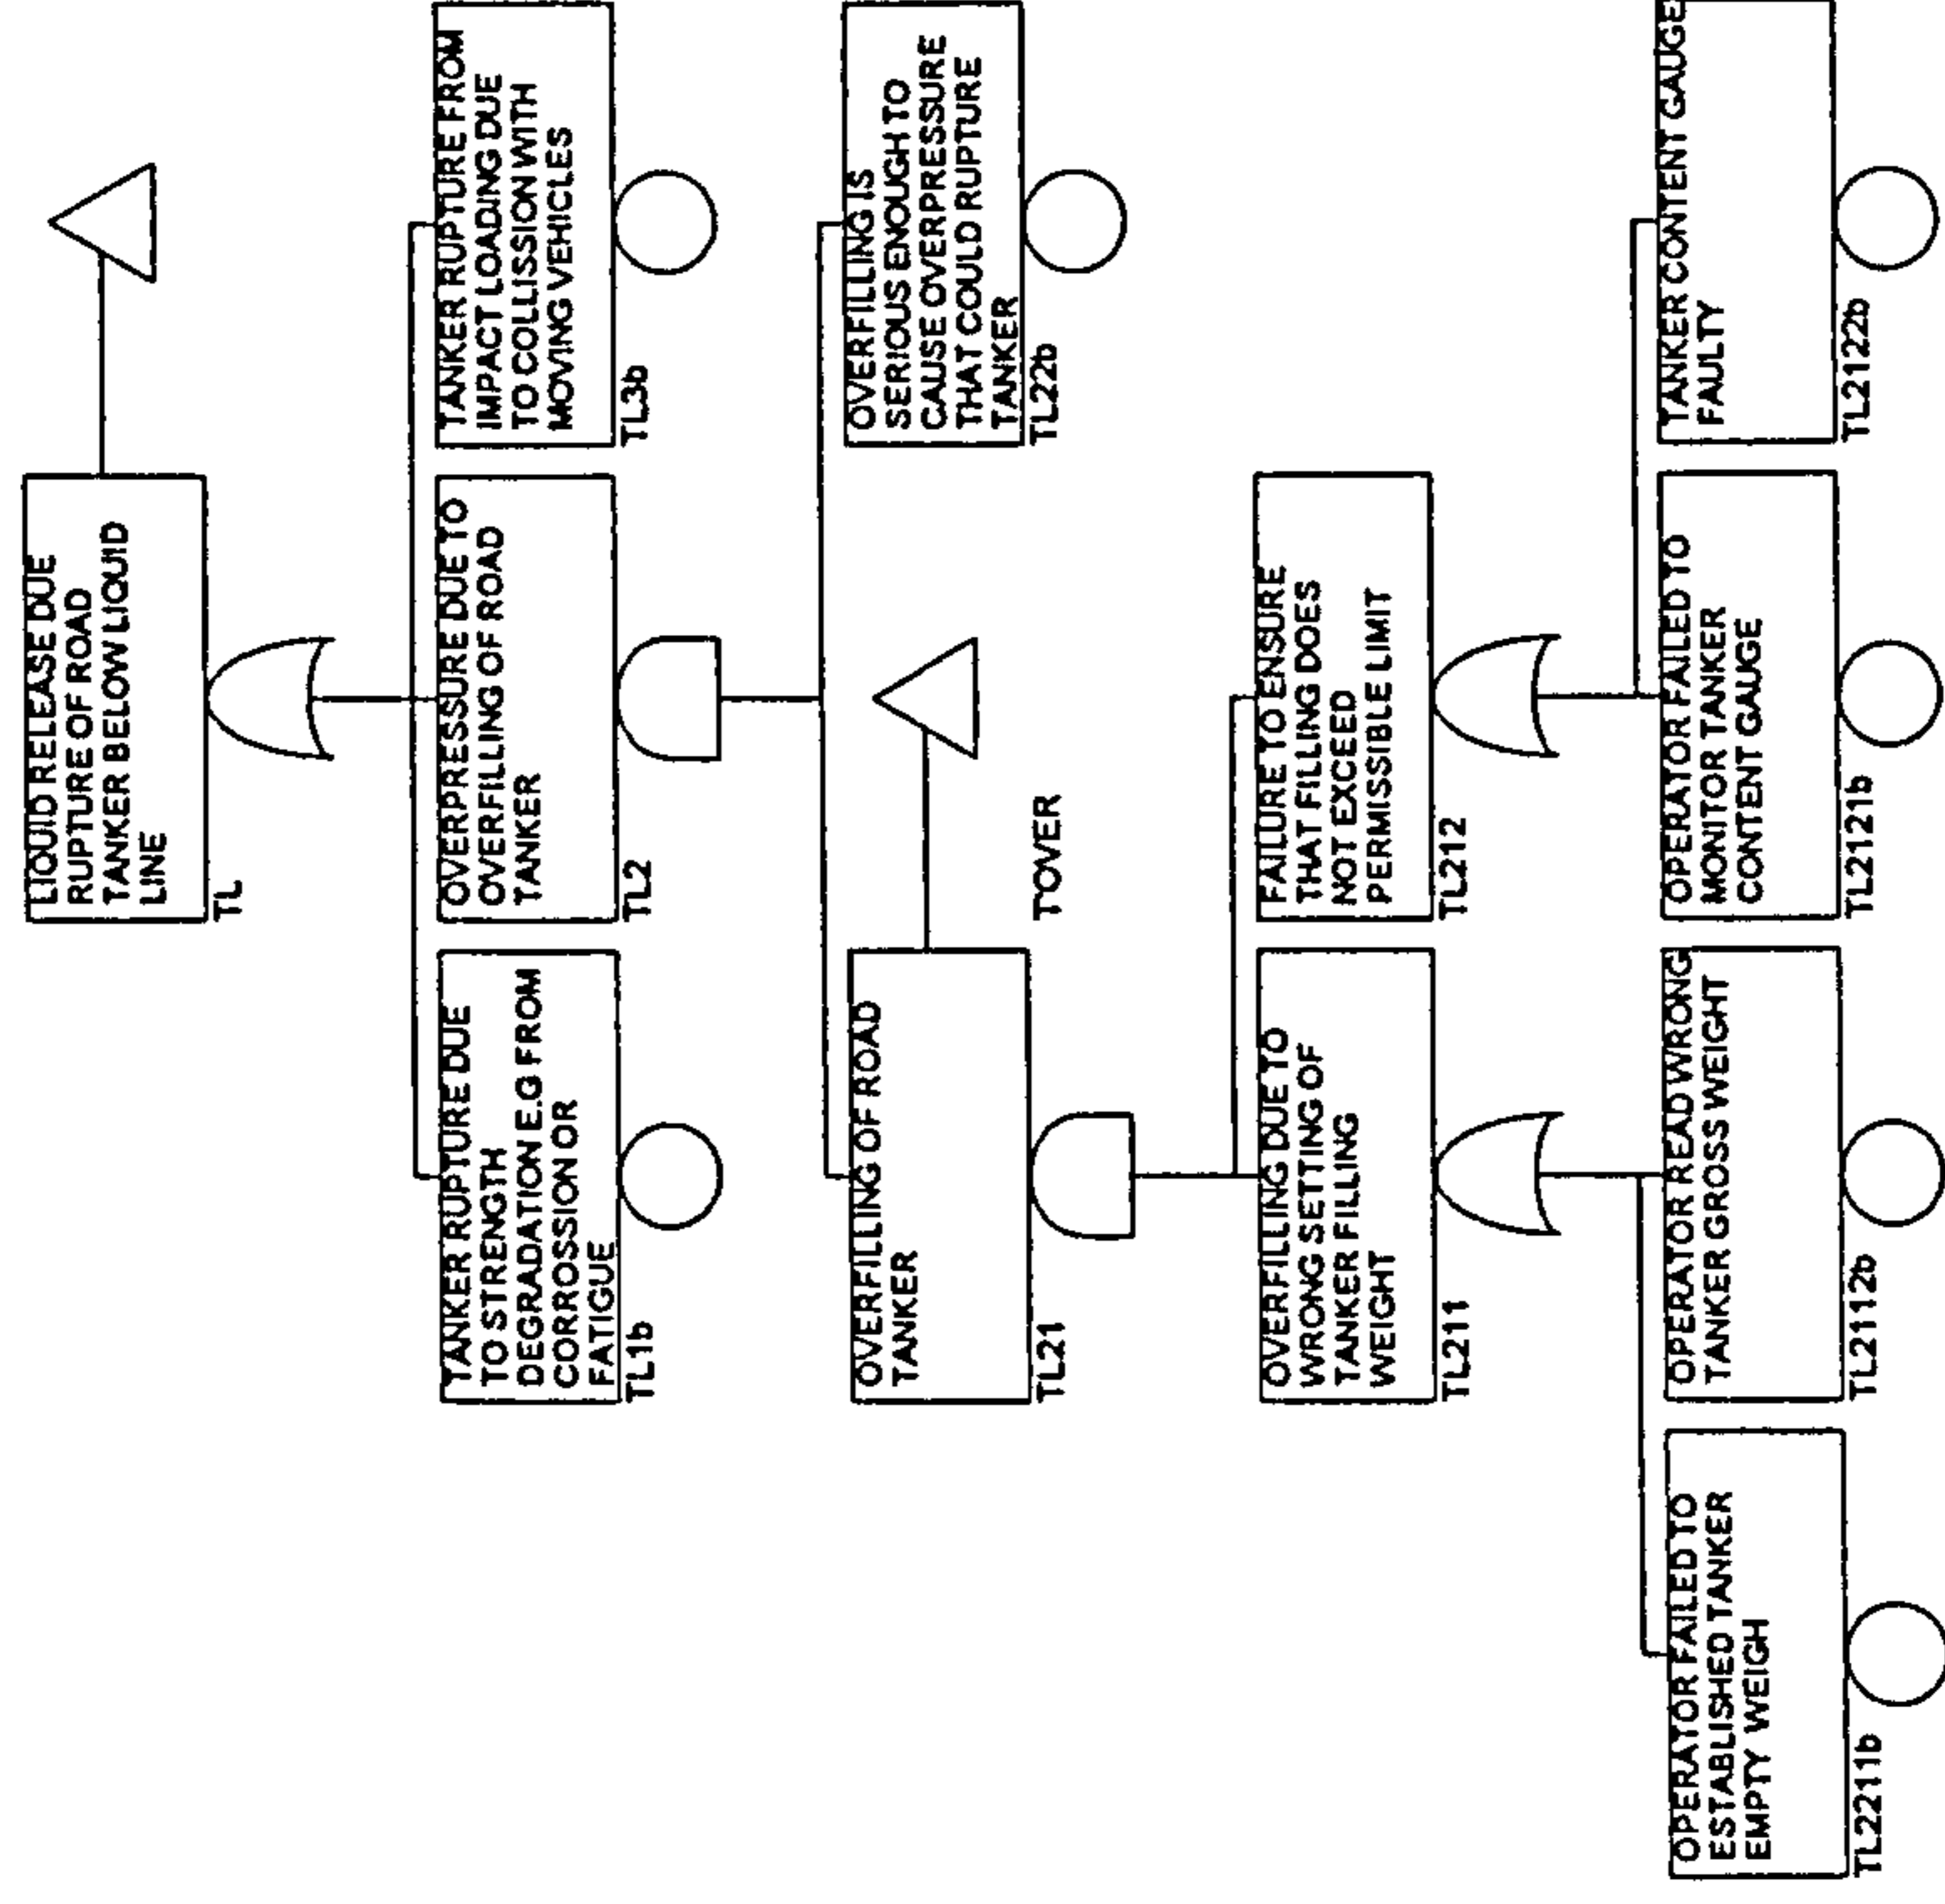 LIQUID RELEASE DUE
RUPTURE OF ROAD
TANKER BELOW LIQUID
LINE
TL
TANKER RUPTURE DUE
TO STRENGTH
DEGRADATION E.G FROM
CORROSSION OR
FATIGUE
TL1b
OVERPRESSURE DUE TO
OVERFILLING OF ROAD
TANKER
TL2
TANKER RUPTURE FROM
IMPACT LOADING DUE
TO COLLISSION WITH
MOVING VEHICLES
TL3b
OVERFILLING OF ROAD
TANKER
TL21
TOVER
OVERFILLING IS
SERIOUS ENOUGH TO
CAUSE OVERPRESSURE
THAT COULD RUPTURE
TANKER
TL22b
OVERFILLING DUE TO
WRONG SETTING OF
TANKER FILLING
WEIGHT
TL211
FAILURE TO ENSURE
THAT FILLING DOES
NOT EXCEED
PERMISSIBLE LIMIT
TL212
OPERATOR FAILED TO
ESTABLISHED TANKER
EMPTY WEIGH
TL2211b
OPERATOR READ WRONG
TANKER GROSS WEIGHT
TL2112b
OPERATOR FAILED TO
MONITOR TANKER
CONTENT GAUGE
TL2121b
TANKER CONTENT GAUGE
FAULTY
TL2122b